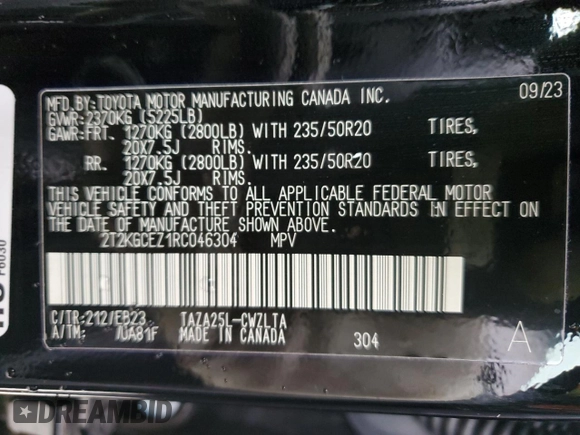 MFD.BY:TOYOTA MOTOR MANUFACTURING CANADA INC. 09/23
GVWR:2370KG (5225LB)
GAWR:FRT. 1270KG (2800LB) WITH 235/50R20 TIRES,
20X7.5J RIMS.
RR. 1270KG (2800LB) WITH 235/50R20 TIRES,
20X7.5J RIMS.
THIS VEHICLE CONFORMS TO ALL APPLICABLE FEDERAL MOTOR
VEHICLE SAFETY AND THEFT PREVENTION STANDARDS IN EFFECT ON
THE DATE OF MANUFACTURE SHOWN ABOVE.
2T2KGCEZ1RC046304 MPV
C/TR:212/EB23 TAZA25L-CWZLTA
A/TM: /UA81F MADE IN CANADA 304 A
F6030
DREAMBID